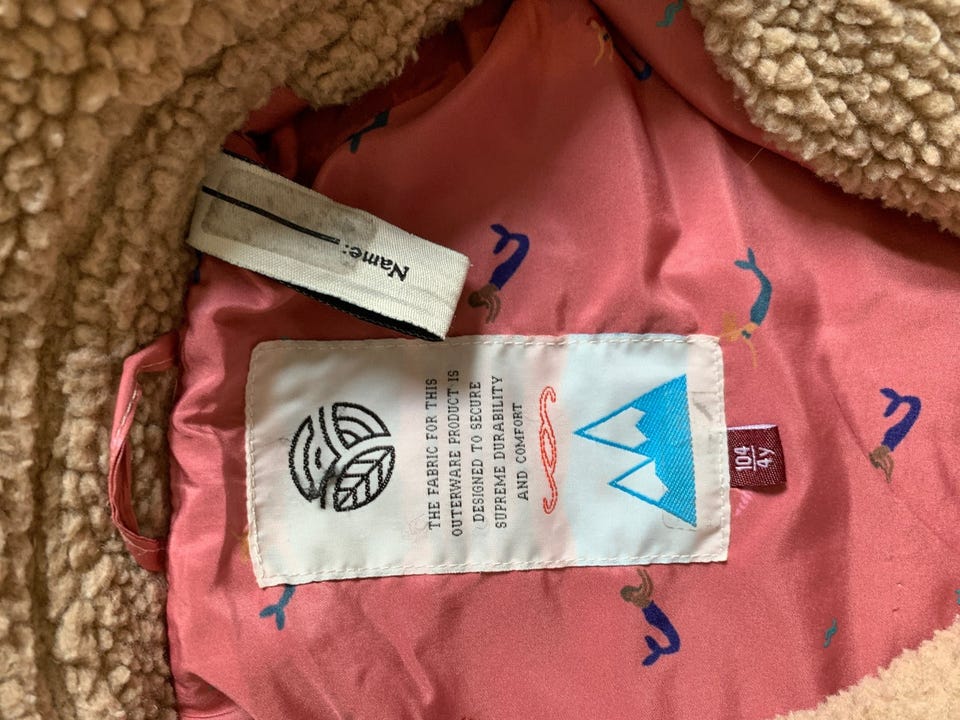 Name:
THE FABRIC FOR THIS
OUTERWARE PRODUCT IS
DESIGNED TO SECURE
SUPREME DURABILITY
AND COMFORT
104
4y